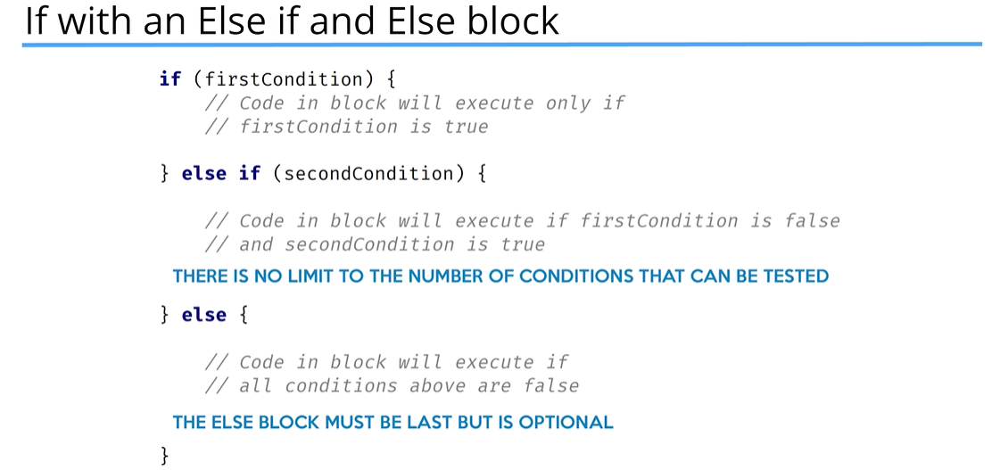 If with an Else if and Else block
if (firstCondition) {
// Code in block will execute only if
// firstCondition is true
} else if (secondCondition) {
// Code in block will execute if firstCondition is false
// and secondCondition is true
THERE IS NO LIMIT TO THE NUMBER OF CONDITIONS THAT CAN BE TESTED
} else {
// Code in block will execute if
// all conditions above are false
THE ELSE BLOCK MUST BE LAST BUT IS OPTIONAL
}